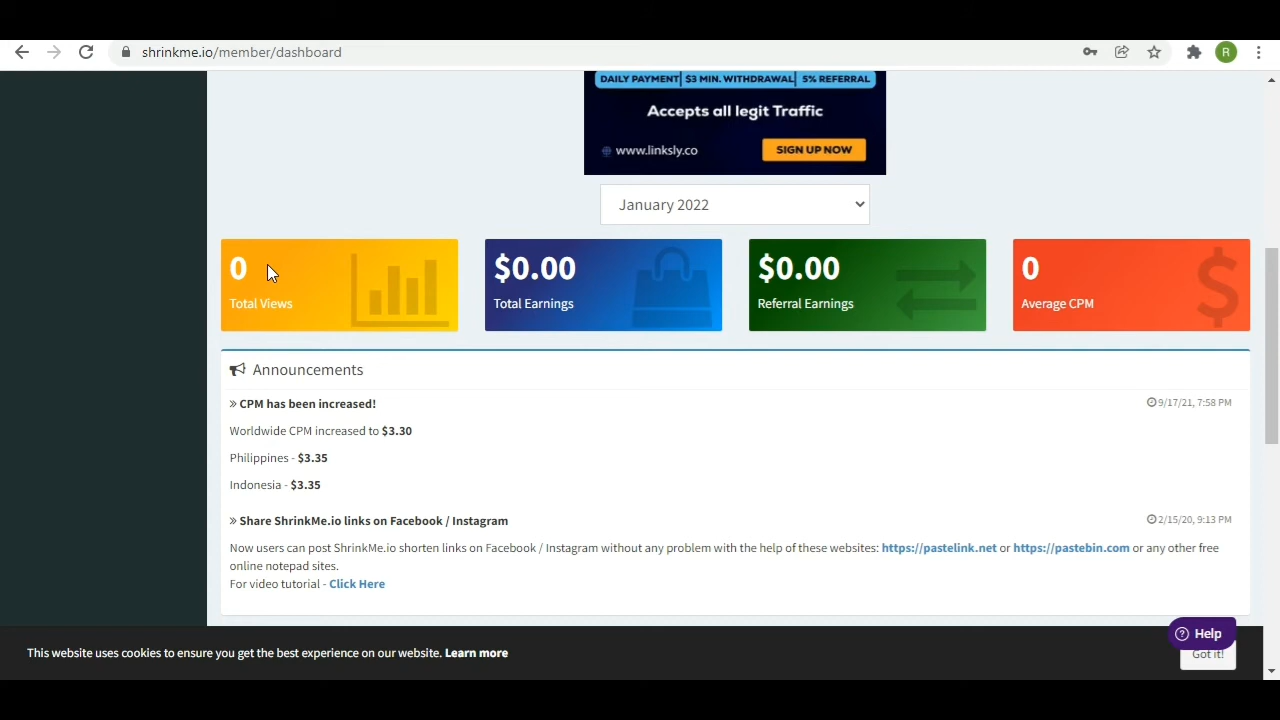 shrinkme.io/member/dashboard
R
DAILY PAYMENT| $3 MIN. WITHDRAWAL| 5% REFERRAL
Accepts all legit Traffic
www.linksly.co
SIGN UP NOW
January 2022
0
Total Views
$0.00
Total Earnings
$0.00
Referral Earnings
0
Average CPM
$
Announcements
» CPM has been increased!
9/17/21, 7:58 PM
Worldwide CPM increased to $3.30
Philippines - $3.35
Indonesia - $3.35
» Share ShrinkMe.io links on Facebook / Instagram
2/15/20, 9:13 PM
Now users can post ShrinkMe.io shorten links on Facebook / Instagram without any problem with the help of these websites: https://pastelink.net or https://pastebin.com or any other free
online notepad sites.
For video tutorial - Click Here
This website uses cookies to ensure you get the best experience on our website. Learn more
Help
Got it!